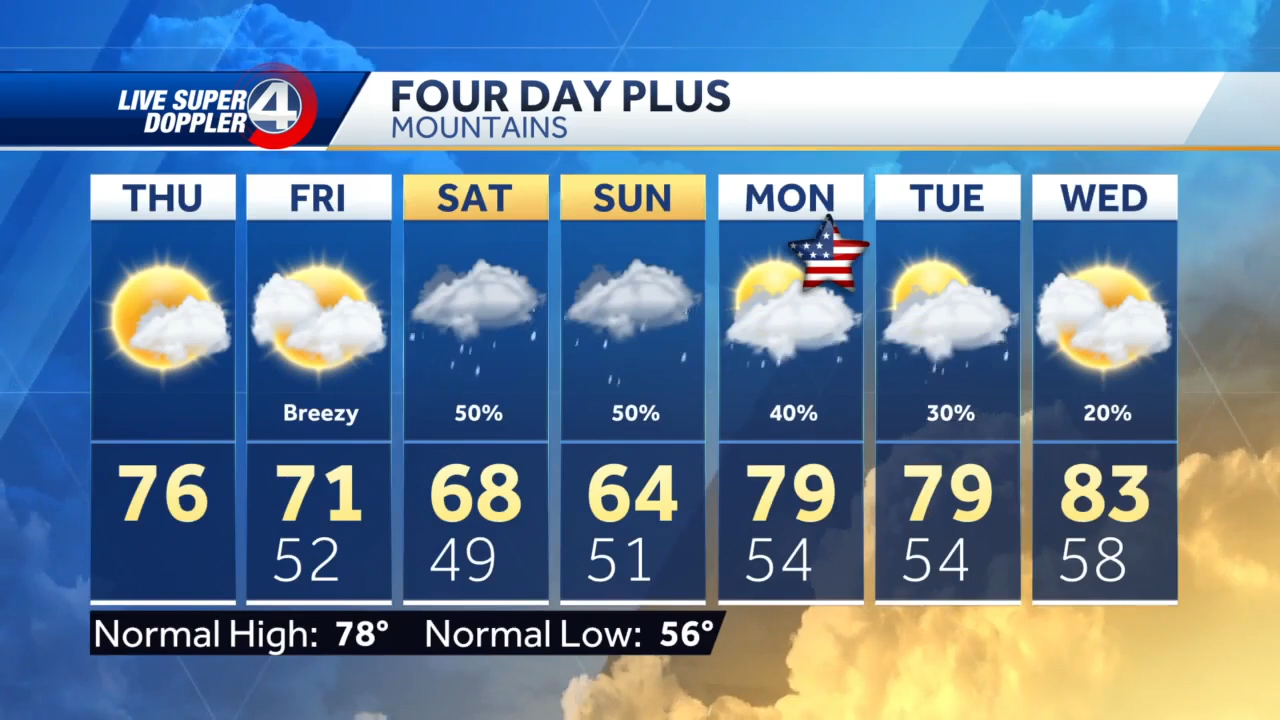 LIVE SUPER
DOPPLER 4
FOUR DAY PLUS
MOUNTAINS
THU FRI SAT SUN MON TUE WED
Breezy 50% 50% 40% 30% 20%
76 71 68 64 79 79 83
52 49 51 54 54 58
Normal High: 78° Normal Low: 56°